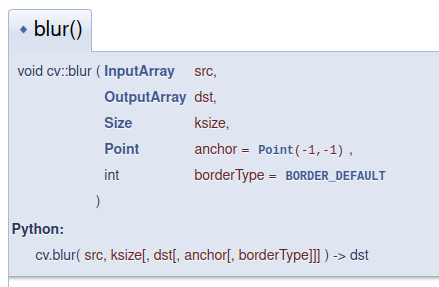 blur()
void cv::blur ( InputArray src,
OutputArray dst,
Size ksize,
Point anchor = Point(-1,-1) ,
int borderType = BORDER_DEFAULT
)
Python:
cv.blur( src, ksize[, dst[, anchor[, borderType]]] ) -> dst